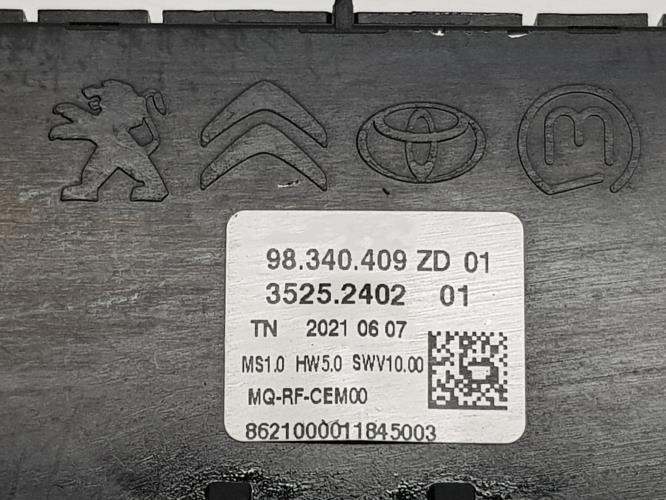 98.340.409 ZD 01
3525.2402 01
TN 2021 06 07
MS1.0 HW5.0 SWV10.00
MQ-RF-CEM00
8621000011845003